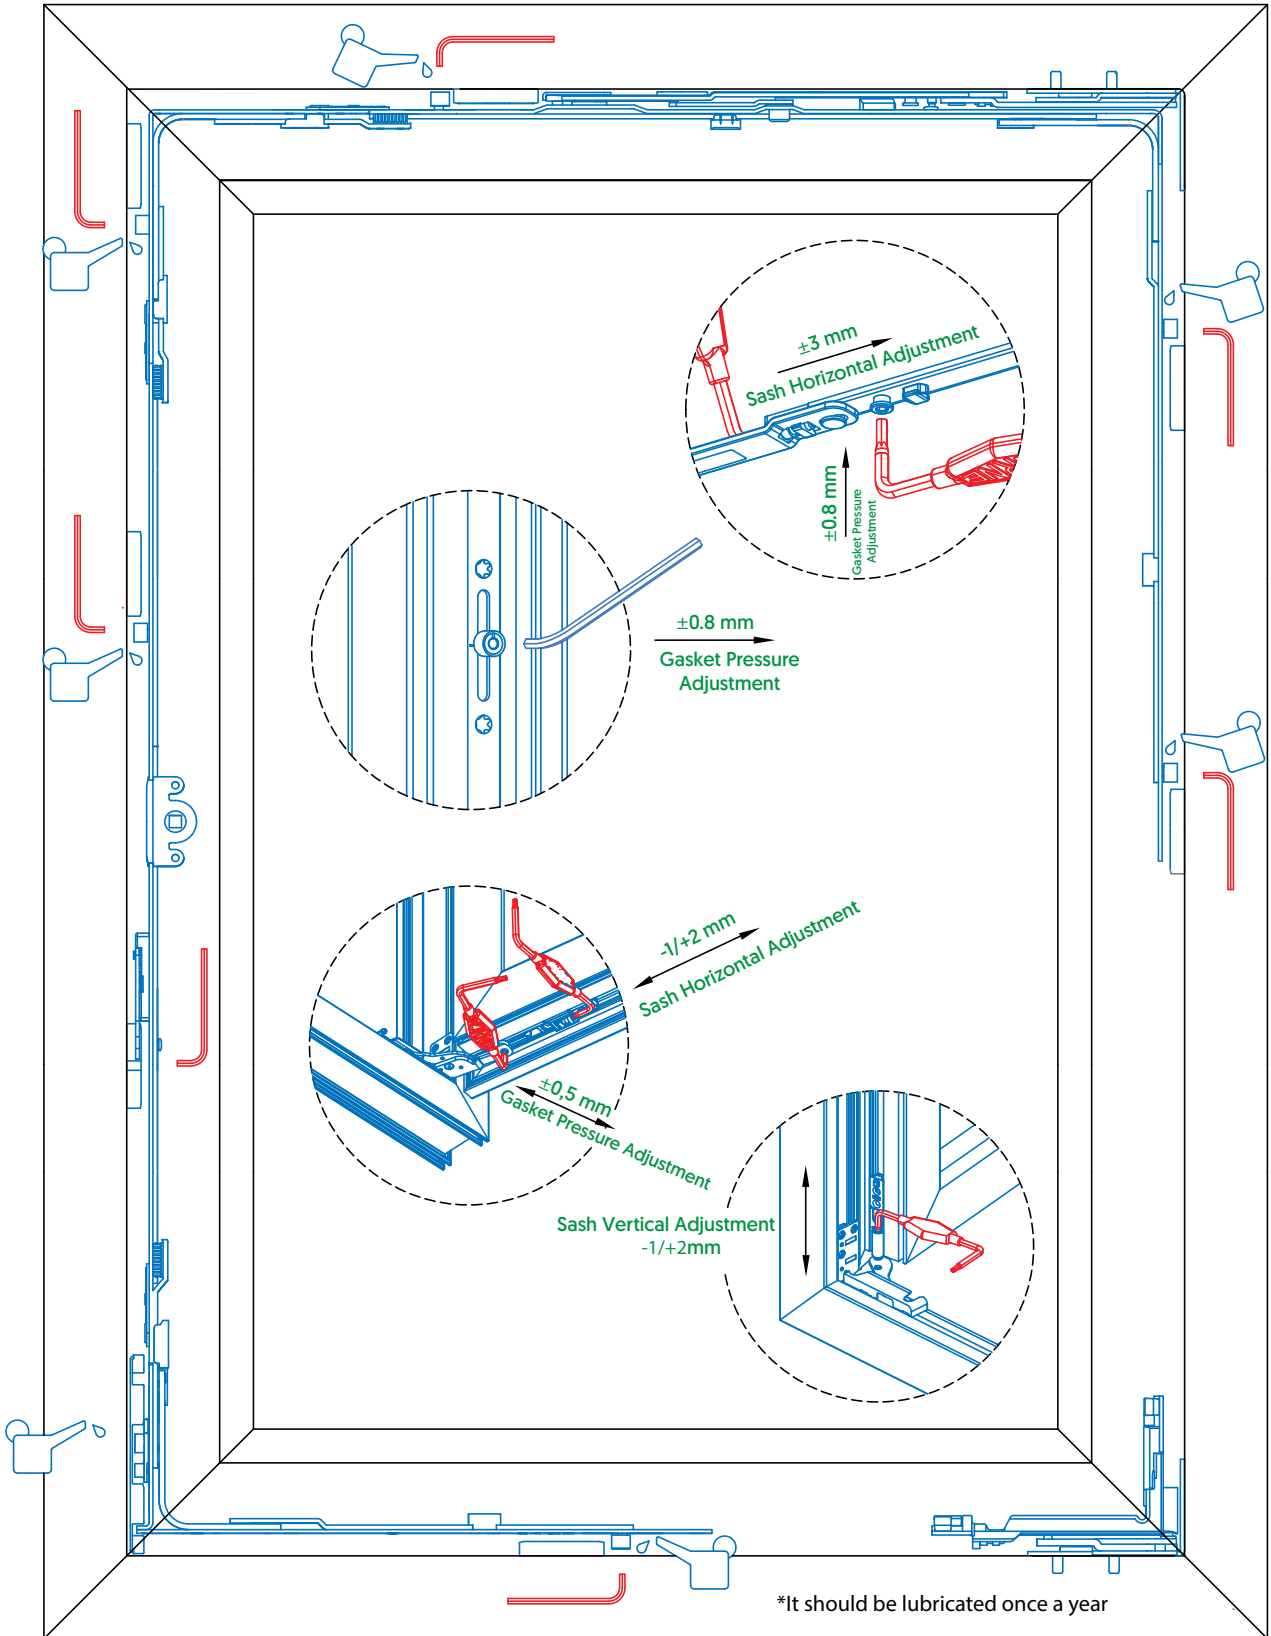 ±3 mm
Sash Horizontal Adjustment
±0.8 mm
Gasket Pressure
Adjustment
±0.8 mm
Gasket Pressure
Adjustment
-1/+2 mm
Sash Horizontal Adjustment
±0,5 mm
Gasket Pressure Adjustment
Sash Vertical Adjustment
-1/+2mm
*It should be lubricated once a year